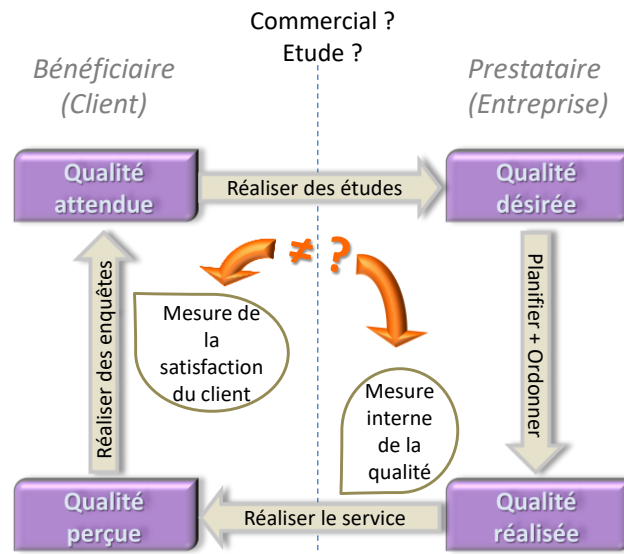 Commercial ?
Etude ?
Bénéficiaire
(Client)
Prestataire
(Entreprise)
Qualité
attendue
Réaliser des études
Qualité
désirée
≠ ?
Réaliser des enquêtes
Mesure de
la
satisfaction
du client
Planifier + Ordonner
Mesure
interne
de la
qualité
Qualité
perçue
Réaliser le service
Qualité
réalisée